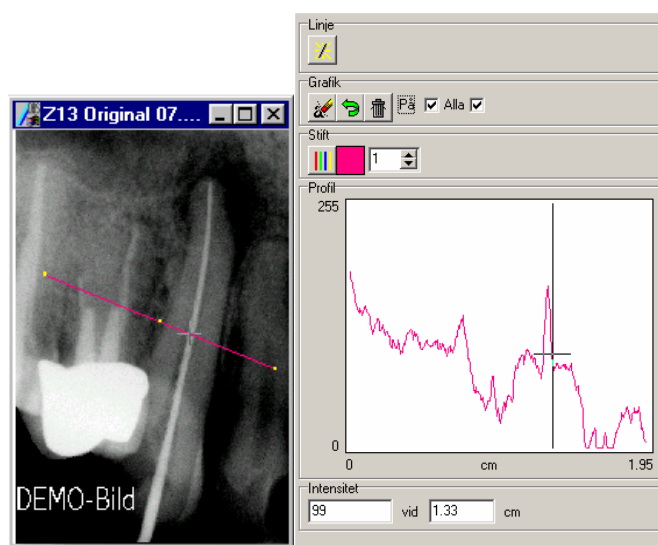 Z13 Original 07....
DEMO-Bild
Linje
Grafik
På Alla
Stift
1
Profil
255
0
0 cm 1.95
Intensitet
99 vid 1.33 cm